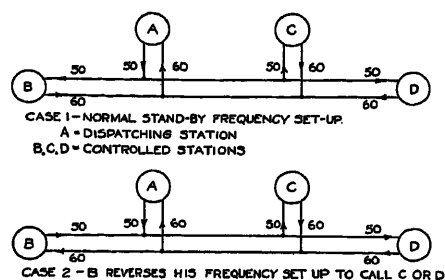 A
C
50
60
50
60
B
50
50
D
60
60
CASE 1-NORMAL STAND-BY FREQUENCY SET-UP.
A = DISPATCHING STATION
B,C,D = CONTROLLED STATIONS
A
C
50
60
50
60
B
50
50
D
60
60
CASE 2 - B REVERSES HIS FREQUENCY SET UP TO CALL C OR D